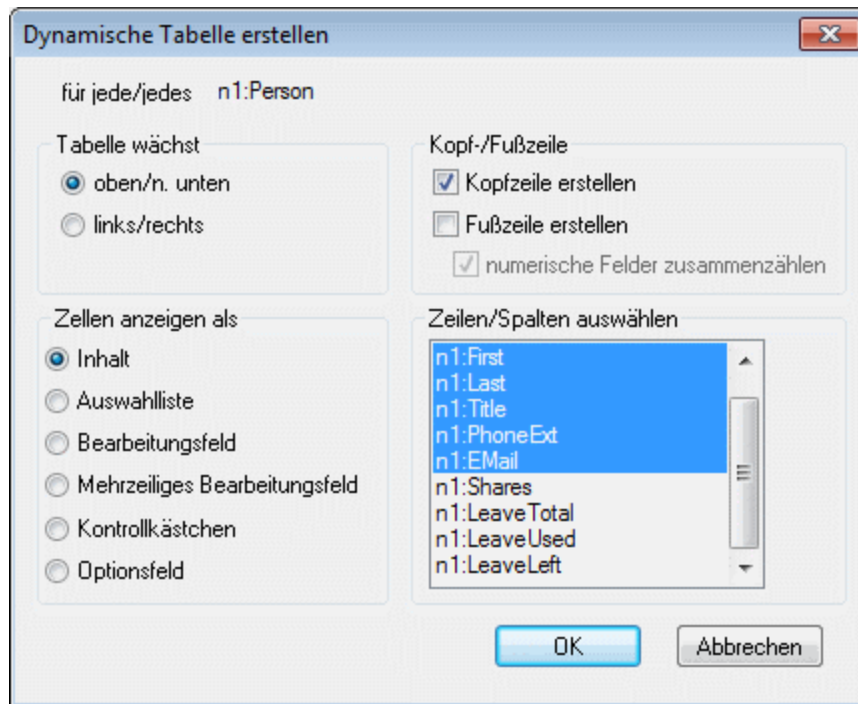 Dynamische Tabelle erstellen
für jede/jedes n1:Person
Tabelle wächst
oben/n. unten
links/rechts
Kopf-/Fußzeile
Kopfzeile erstellen
Fußzeile erstellen
numerische Felder zusammenzählen
Zellen anzeigen als
Inhalt
Auswahlliste
Bearbeitungsfeld
Mehrzeiliges Bearbeitungsfeld
Kontrollkästchen
Optionsfeld
Zeilen/Spalten auswählen
n1:First
n1:Last
n1:Title
n1:PhoneExt
n1:EMail
n1:Shares
n1:LeaveTotal
n1:LeaveUsed
n1:LeaveLeft
OK Abbrechen